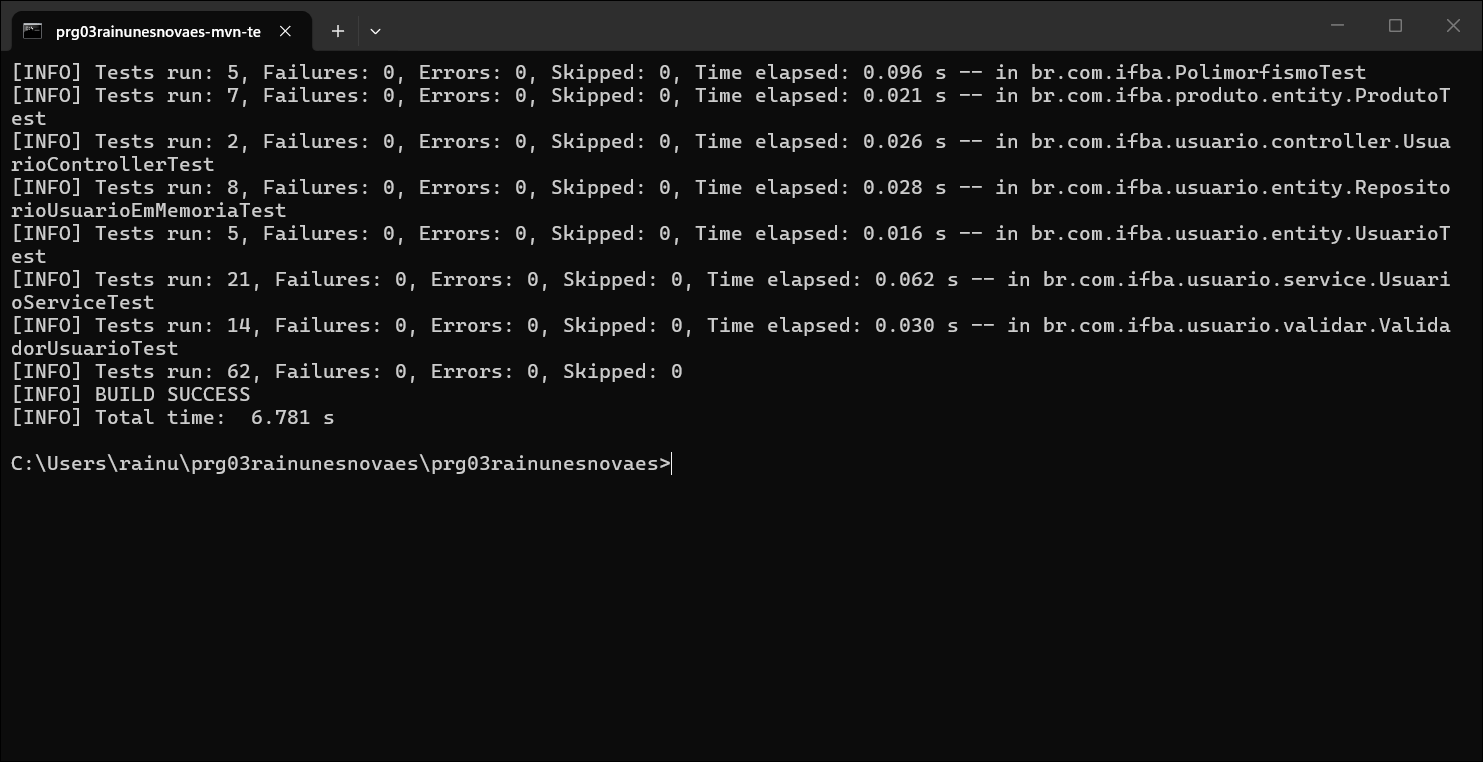 prg03rainunesnovaes-mvn-te
[INFO] Tests run: 5, Failures: 0, Errors: 0, Skipped: 0, Time elapsed: 0.096 s -- in br.com.ifba.PolimorfismoTest
[INFO] Tests run: 7, Failures: 0, Errors: 0, Skipped: 0, Time elapsed: 0.021 s -- in br.com.ifba.produto.entity.ProdutoT
est
[INFO] Tests run: 2, Failures: 0, Errors: 0, Skipped: 0, Time elapsed: 0.026 s -- in br.com.ifba.usuario.controller.Usua
rioControllerTest
[INFO] Tests run: 8, Failures: 0, Errors: 0, Skipped: 0, Time elapsed: 0.028 s -- in br.com.ifba.usuario.entity.Reposito
rioUsuarioEmMemoriaTest
[INFO] Tests run: 5, Failures: 0, Errors: 0, Skipped: 0, Time elapsed: 0.016 s -- in br.com.ifba.usuario.entity.UsuarioT
est
[INFO] Tests run: 21, Failures: 0, Errors: 0, Skipped: 0, Time elapsed: 0.062 s -- in br.com.ifba.usuario.service.Usuari
oServiceTest
[INFO] Tests run: 14, Failures: 0, Errors: 0, Skipped: 0, Time elapsed: 0.030 s -- in br.com.ifba.usuario.validar.Valida
dorUsuarioTest
[INFO] Tests run: 62, Failures: 0, Errors: 0, Skipped: 0
[INFO] BUILD SUCCESS
[INFO] Total time:  6.781 s
C:\Users\rainu\prg03rainunesnovaes\prg03rainunesnovaes>